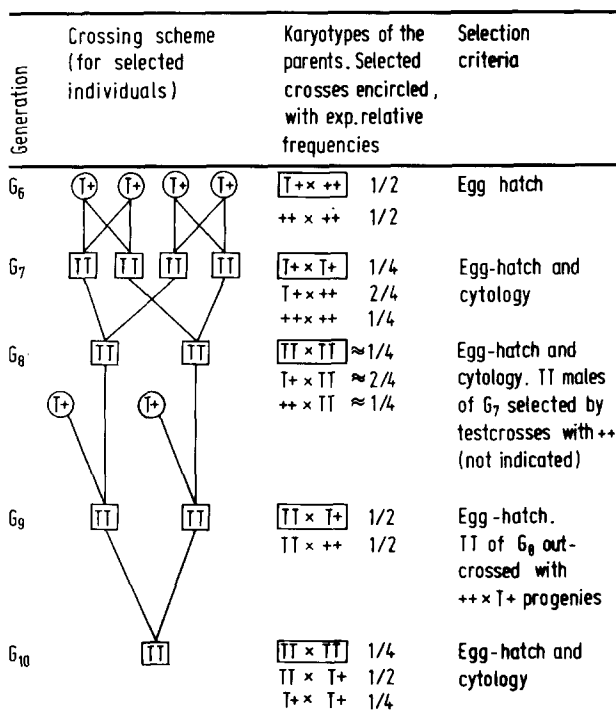 Generation
Crossing scheme
(for selected
individuals)
Karyotypes of the
parents. Selected
crosses encircled,
with exp. relative
frequencies
Selection
criteria
G6
T+ T+ T+ T+
T+ × ++ 1/2
++ × ++ 1/2
Egg hatch
G7
TT TT TT TT
T+ × T+ 1/4
T+ × ++ 2/4
++ × ++ 1/4
Egg-hatch and
cytology
G8
TT TT
TT × TT ≈1/4
T+ × TT ≈2/4
++ × TT ≈1/4
Egg-hatch and
cytology. TT males
of G7 selected by
testcrosses with ++
(not indicated)
T+ T+
G9
TT TT
TT × T+ 1/2
TT × ++ 1/2
Egg-hatch.
TT of G8 out-
crossed with
++ × T+ progenies
G10
TT
TT × TT 1/4
TT × T+ 1/2
T+ × T+ 1/4
Egg-hatch and
cytology